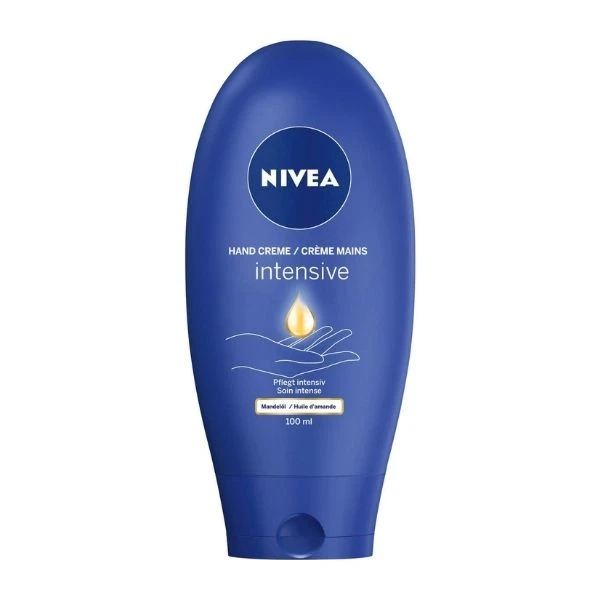 NIVEA
HAND CREME / CRÈME MAINS
intensive
Pflegt intensiv
Soin intense
Mandelöl / Huile d'amande
100 ml